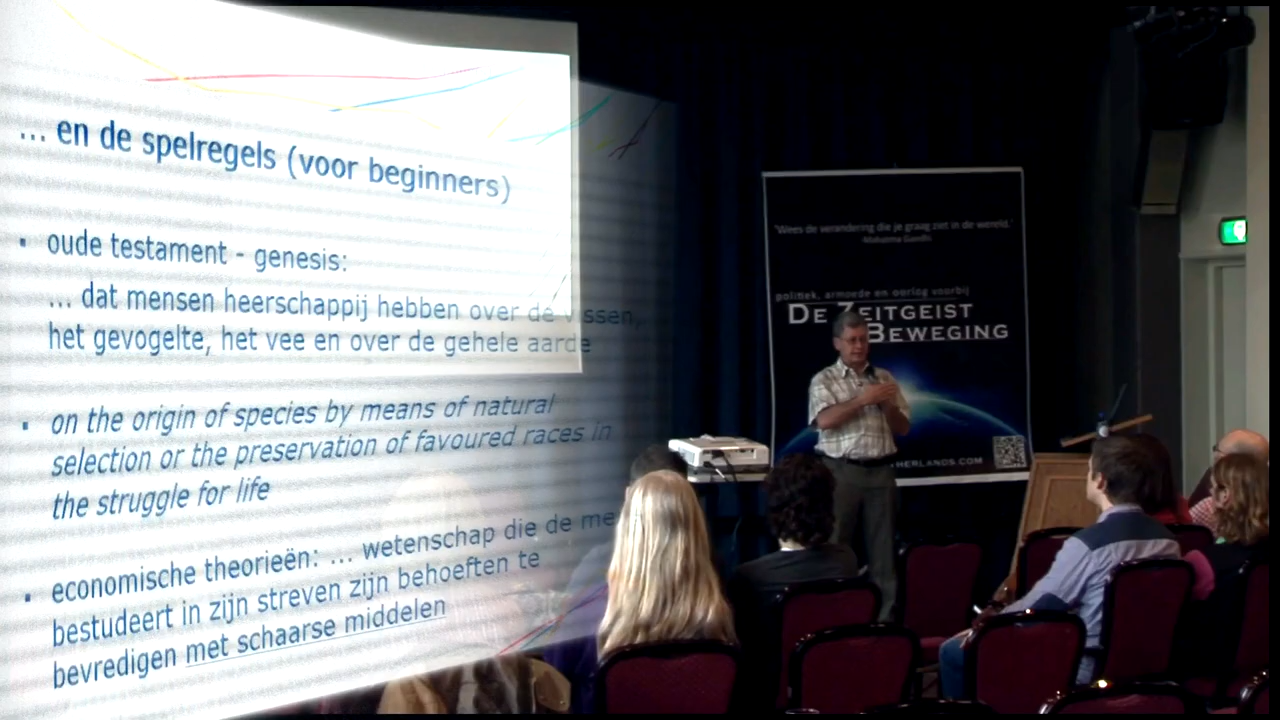 ... en de spelregels (voor beginners)
▪ oude testament - genesis:
... dat mensen heerschappij hebben over de vissen,
het gevogelte, het vee en over de gehele aarde
▪ on the origin of species by means of natural
selection or the preservation of favoured races in
the struggle for life
▪ economische theorieën: ... wetenschap die de me
bestudeert in zijn streven zijn behoeften te
bevredigen met schaarse middelen
"Wees de verandering die je graag ziet in de wereld."
-Mahatma Gandhi
politiek, armoede en oorlog voorbij
DE ZEITGEIST
BEWEGING
HERLANDS.COM